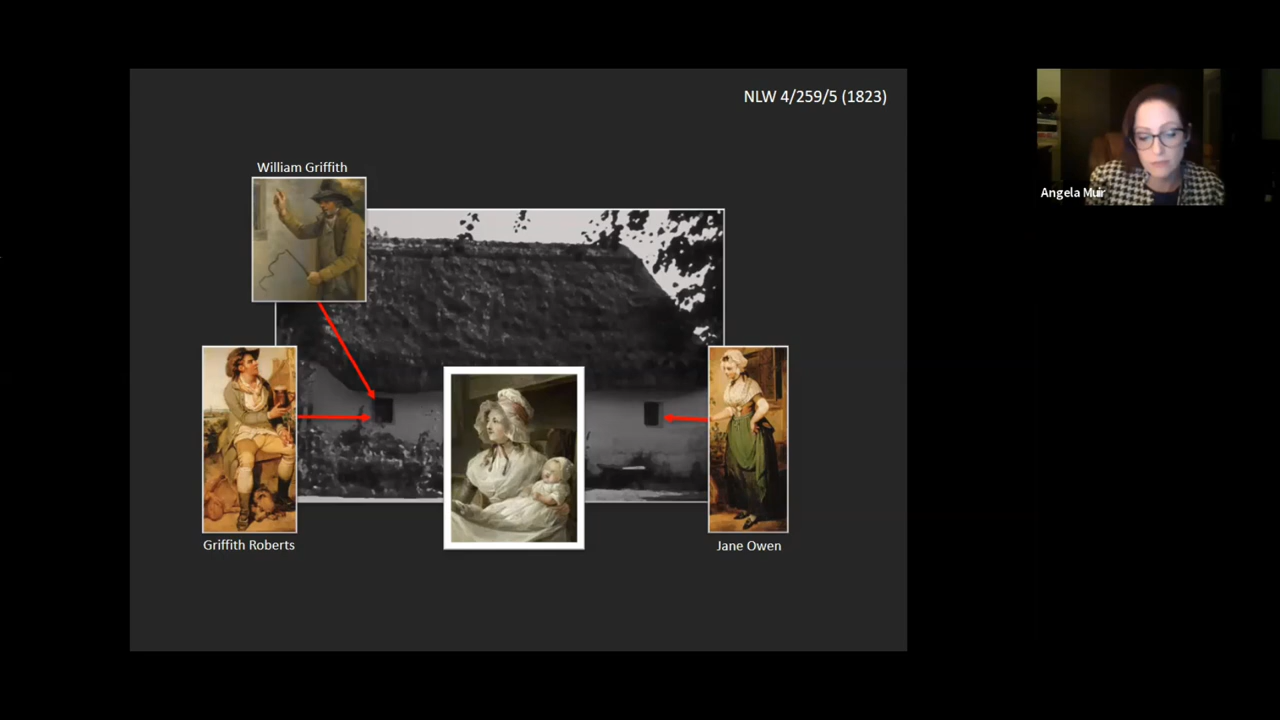 NLW 4/259/5 (1823)
William Griffith
Angela Muir
Griffith Roberts
Jane Owen